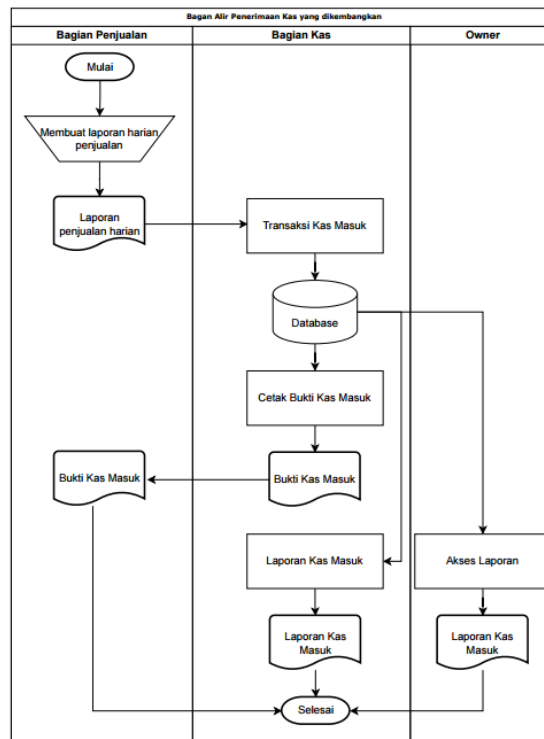 Bagan Alir Penerimaan Kas yang dikembangkan
Bagian Penjualan
Bagian Kas
Owner
Mulai
Membuat laporan harian
penjualan
Laporan
penjualan harian
Transaksi Kas Masuk
Database
Cetak Bukti Kas Masuk
Bukti Kas Masuk
Bukti Kas Masuk
Laporan Kas Masuk
Akses Laporan
Laporan Kas
Masuk
Laporan Kas
Masuk
Selesai